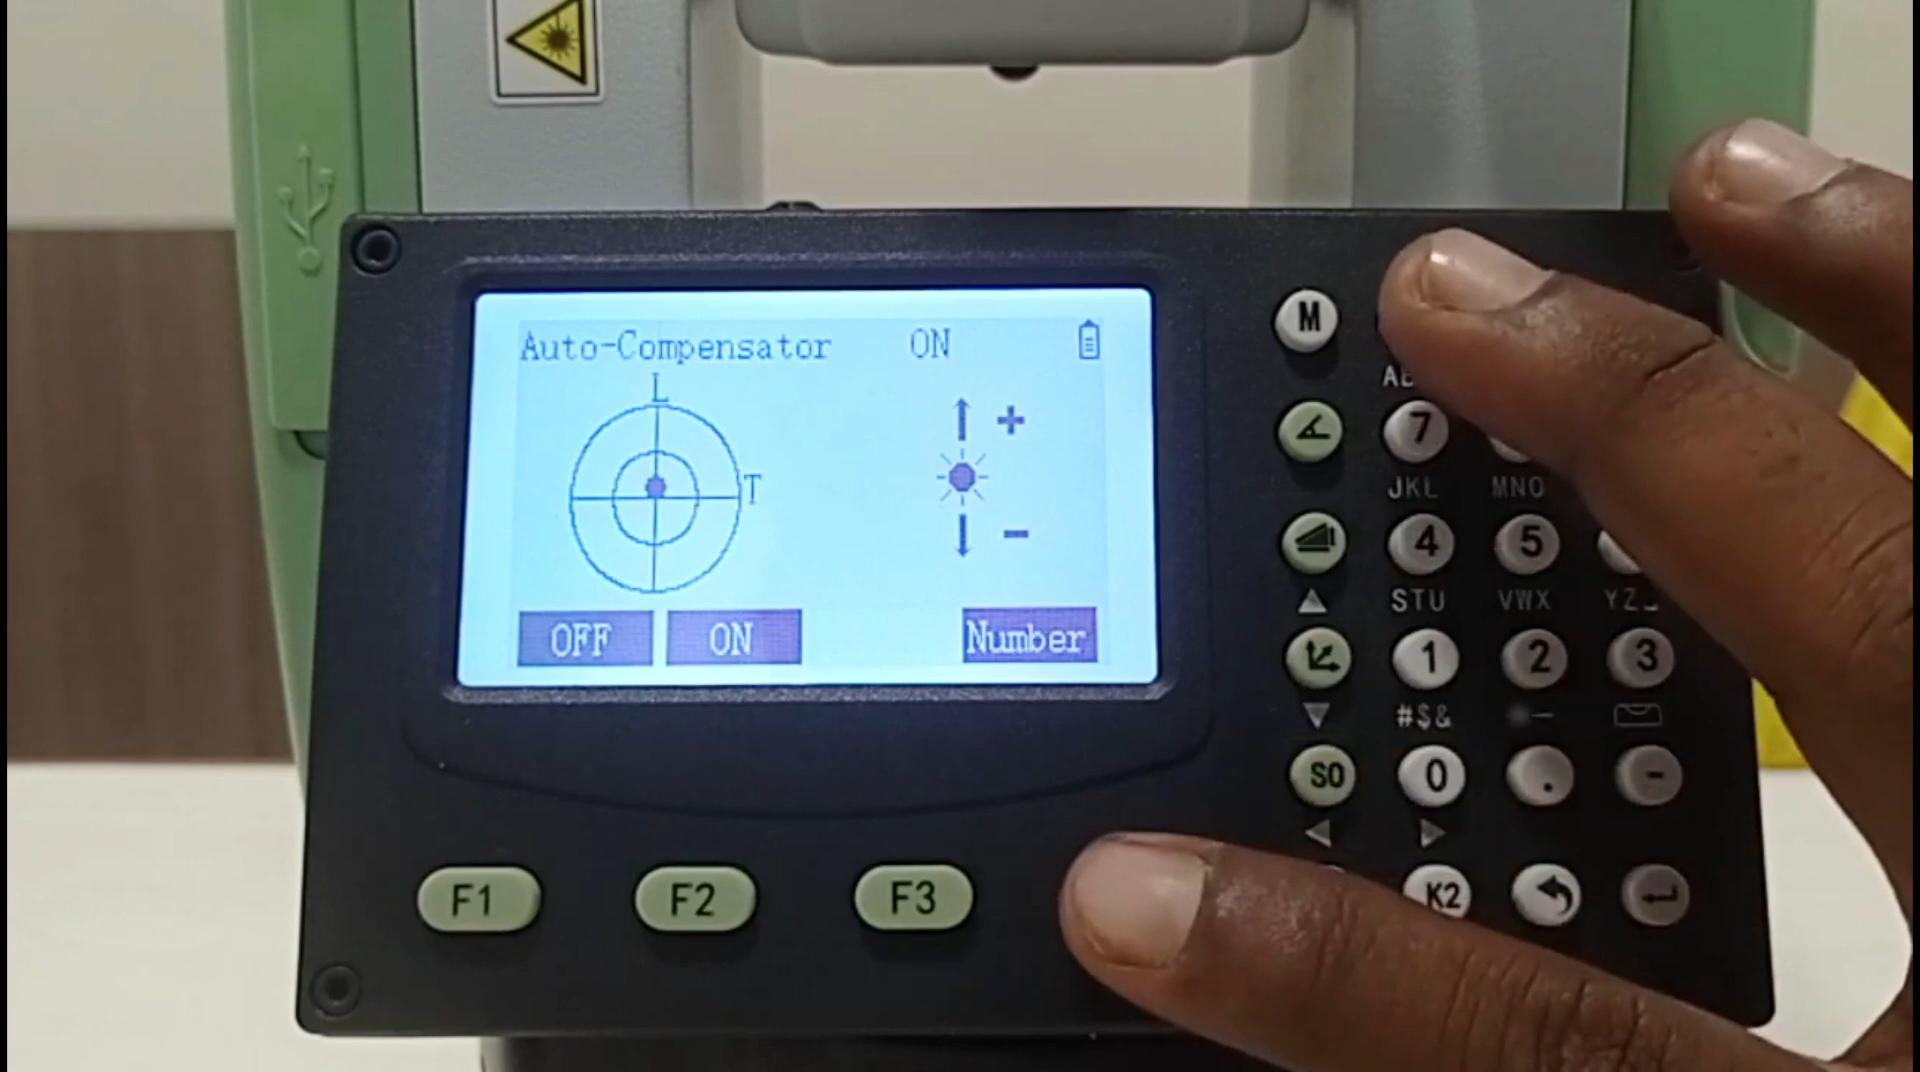 Auto-Compensator ON
L
T
+
-
OFF ON Number
M
7
JKL MNO
4 5
STU VWX
1 2 3
#$&
S0 0 . -
F1 F2 F3 K2